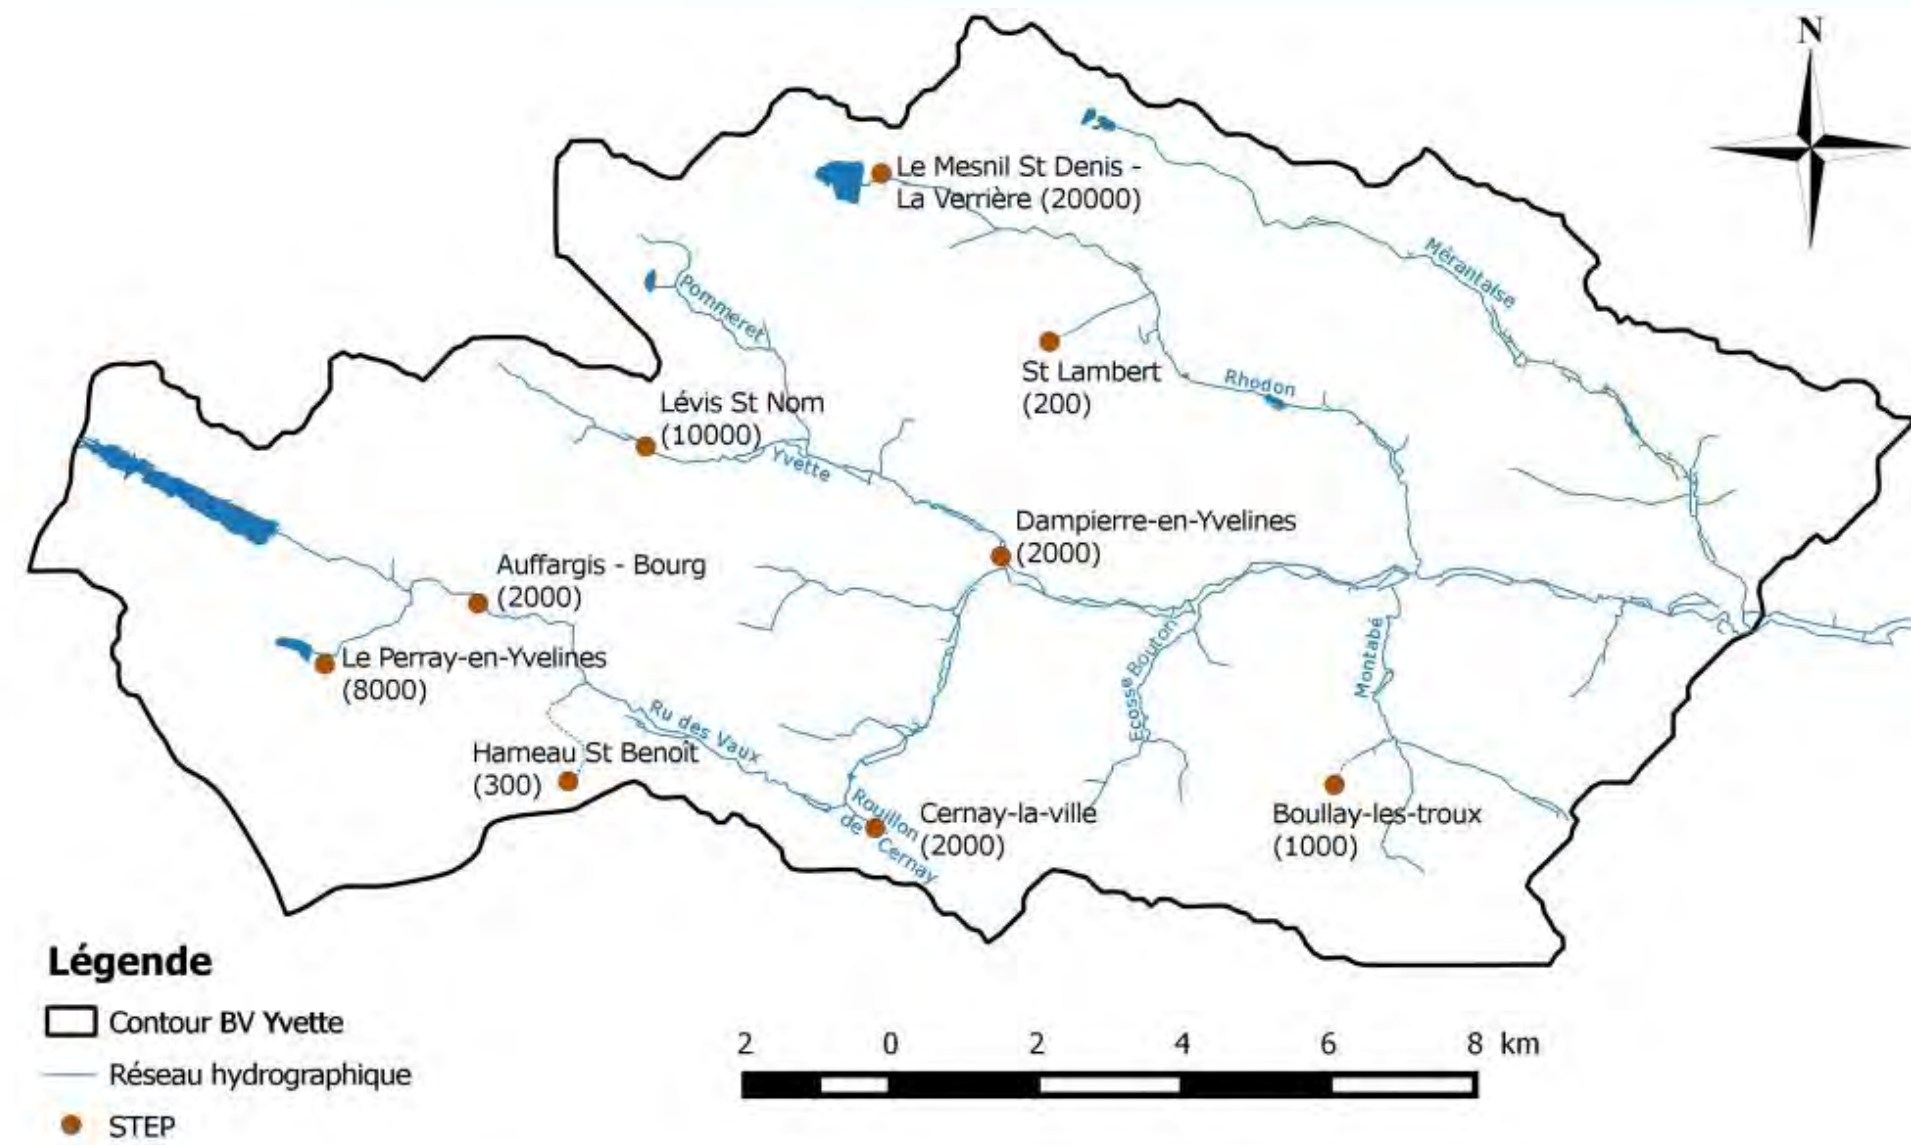 N
Le Mesnil St Denis -
La Verrière (20000)
Mérantaise
Pommeret
St Lambert
(200)
Rhodon
Lévis St Nom
(10000)
Yvette
Dampierre-en-Yvelines
(2000)
Auffargis - Bourg
(2000)
Le Perray-en-Yvelines
(8000)
Ecosse Bouton
Montabé
Ru des Vaux
Hameau St Benoît
(300)
Rouillon
de
Cernay
Cernay-la-ville
(2000)
Boullay-les-troux
(1000)
Légende
Contour BV Yvette
Réseau hydrographique
STEP
2 0 2 4 6 8 km